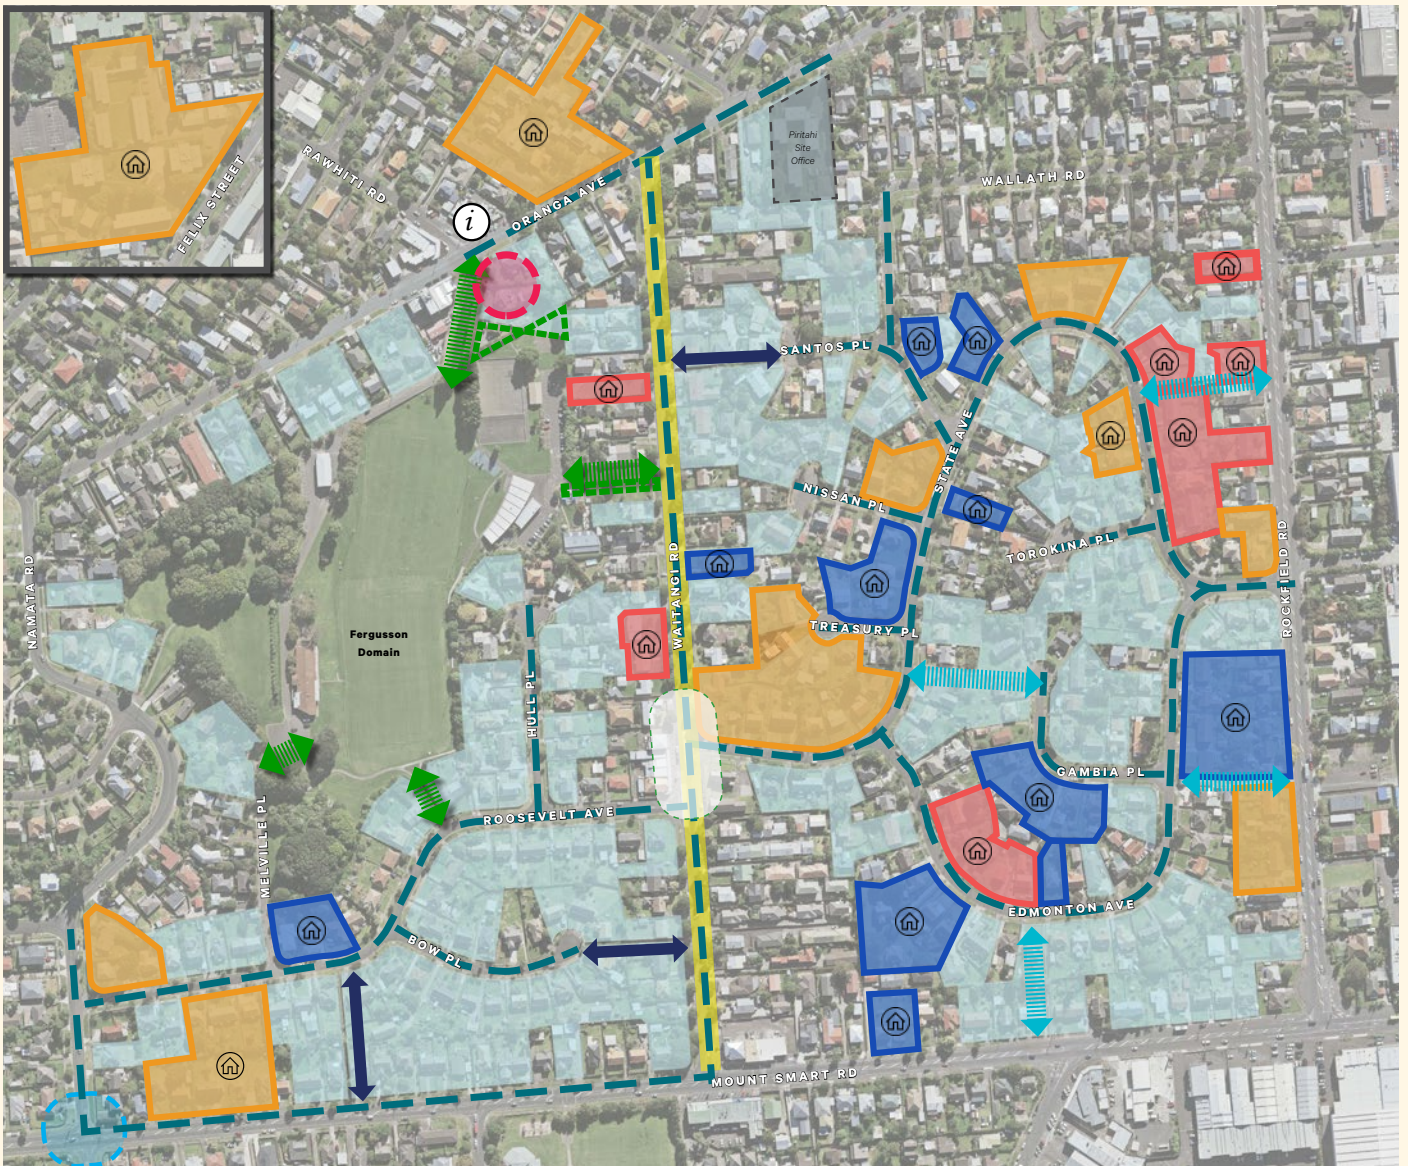 FELIX STREET
RAWHITI RD
ORANGA AVE
i
Piritahi
Site
Office
WALLATH RD
SANTOS PL
STATE AVE
NISSAN PL
TOROKINA PL
NAMATA RD
WAITANGI RD
ROCKFIELD RD
Fergusson
Domain
TREASURY PL
HULL PL
GAMBIA PL
ROOSEVELT AVE
MELVILLE PL
EDMONTON AVE
BOW PL
MOUNT SMART RD